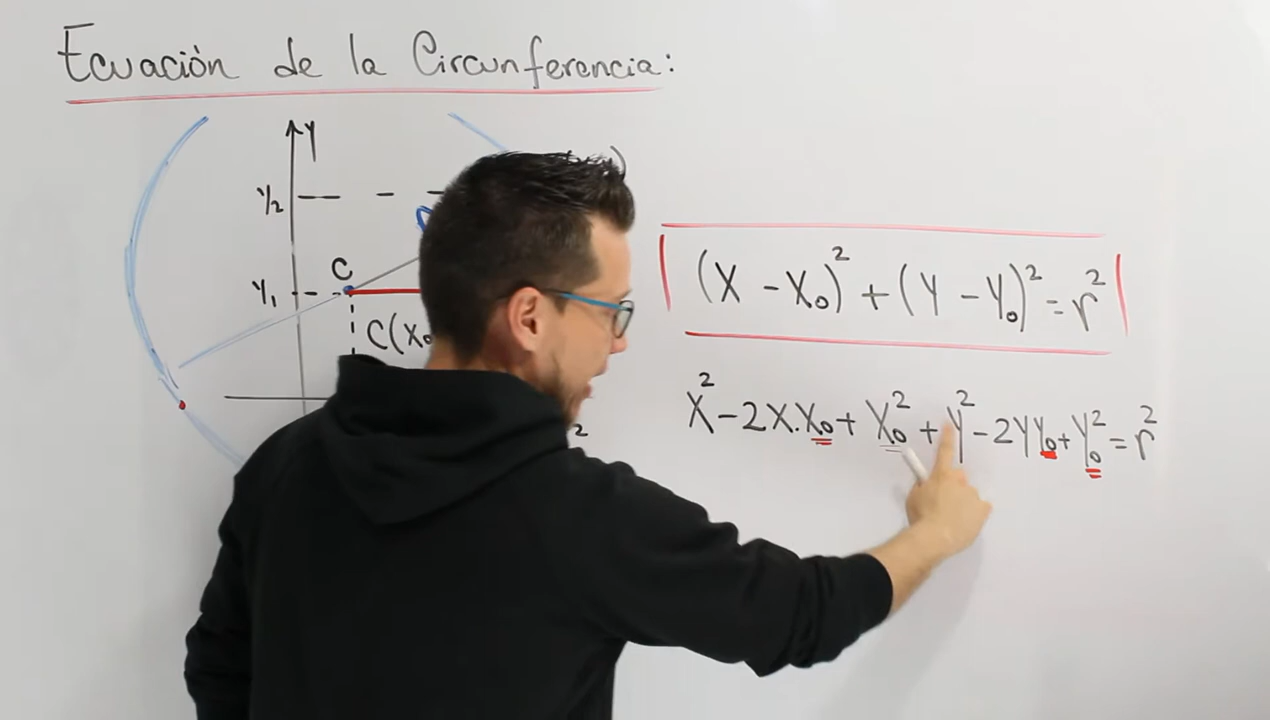 Ecuación de la Circunferencia:
Y
Y₂
C
Y₁
C(X₀
2
(X - X₀)² + (Y - Y₀)² = r²
X² - 2X.X₀ + X₀² + Y² - 2YY₀ + Y₀² = r²